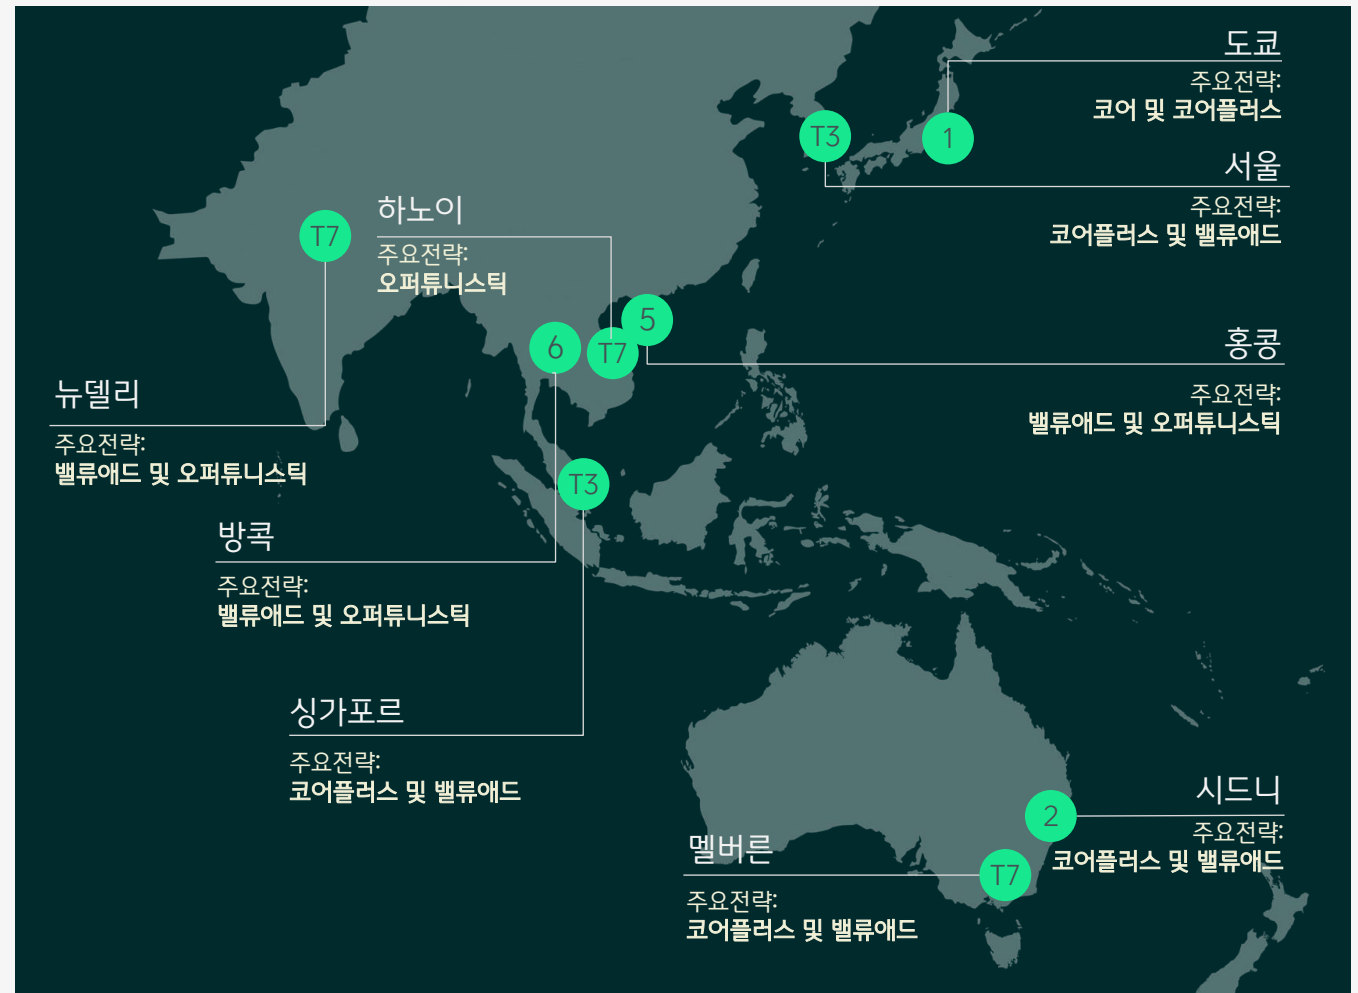 도쿄
주요전략:
코어 및 코어플러스
1
T3
서울
주요전략:
코어플러스 및 밸류애드
하노이
주요전략:
오퍼튜니스틱
T7
5
6
T7
홍콩
주요전략:
밸류애드 및 오퍼튜니스틱
뉴델리
주요전략:
밸류애드 및 오퍼튜니스틱
T3
방콕
주요전략:
밸류애드 및 오퍼튜니스틱
싱가포르
주요전략:
코어플러스 및 밸류애드
시드니
2
주요전략:
코어플러스 및 밸류애드
멜버른
T7
주요전략:
코어플러스 및 밸류애드